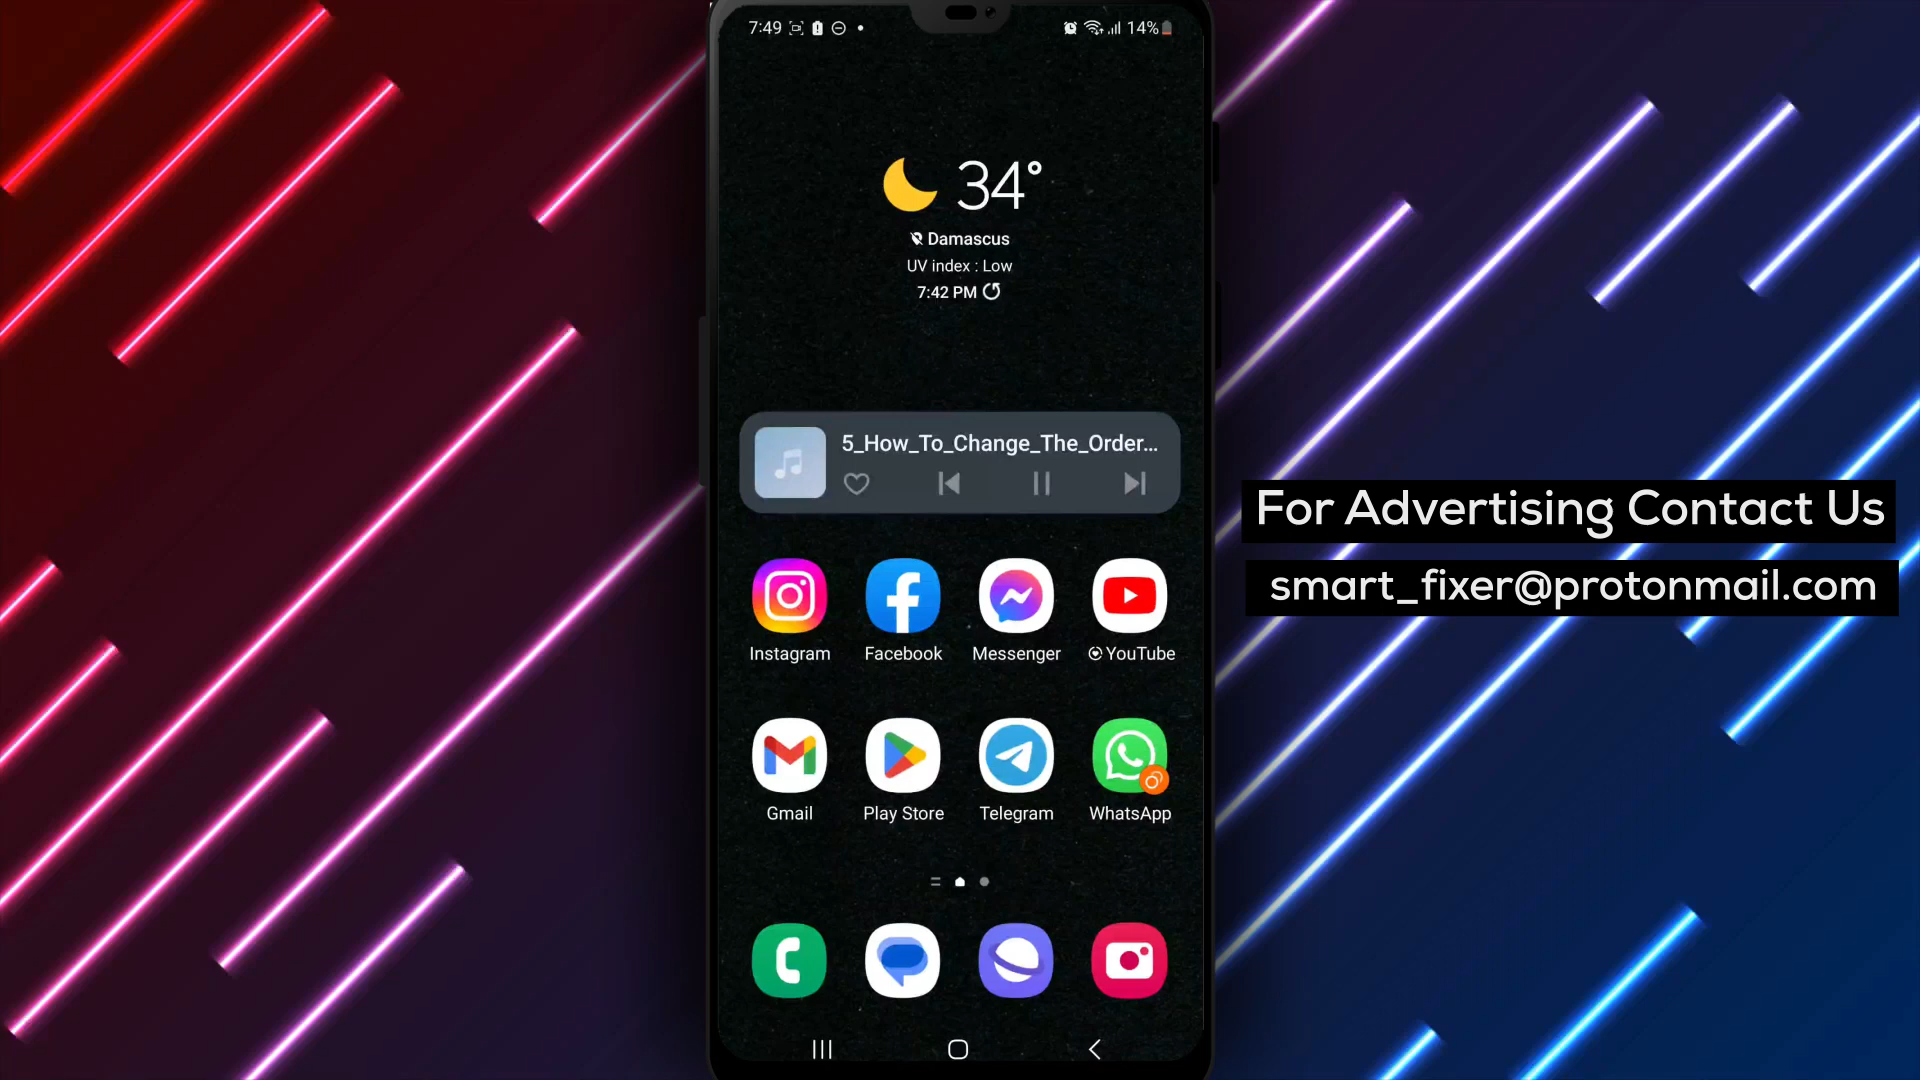 7:49
14%
34°
Damascus
UV index : Low
7:42 PM
5_How_To_Change_The_Order...
Instagram
Facebook
Messenger
YouTube
Gmail
Play Store
Telegram
WhatsApp
For Advertising Contact Us
smart_fixer@protonmail.com